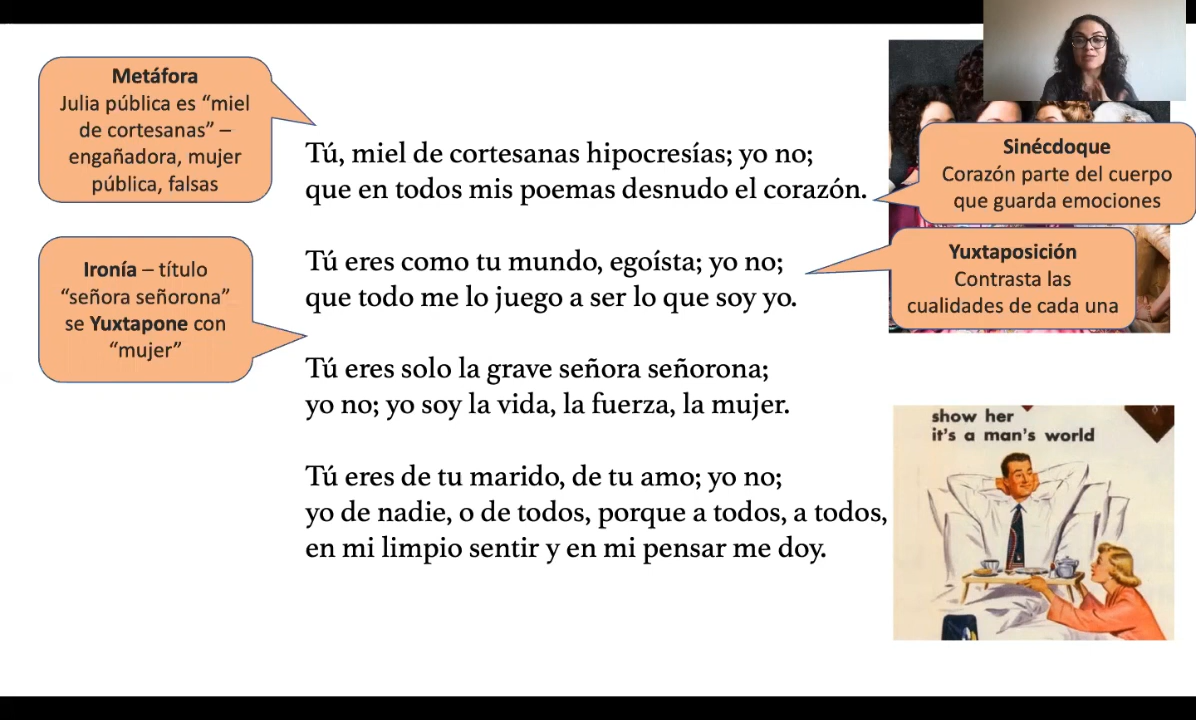 Metáfora
Julia pública es “miel
de cortesanas” –
engañadora, mujer
pública, falsas
Ironía – título
“señora señorona”
se Yuxtapone con
“mujer”
Tú, miel de cortesanas hipocresías; yo no;
que en todos mis poemas desnudo el corazón.
Tú eres como tu mundo, egoísta; yo no;
que todo me lo juego a ser lo que soy yo.
Tú eres solo la grave señora señorona;
yo no; yo soy la vida, la fuerza, la mujer.
Tú eres de tu marido, de tu amo; yo no;
yo de nadie, o de todos, porque a todos, a todos,
en mi limpio sentir y en mi pensar me doy.
Sinécdoque
Corazón parte del cuerpo
que guarda emociones
Yuxtaposición
Contrasta las
cualidades de cada una
show her
it's a man's world